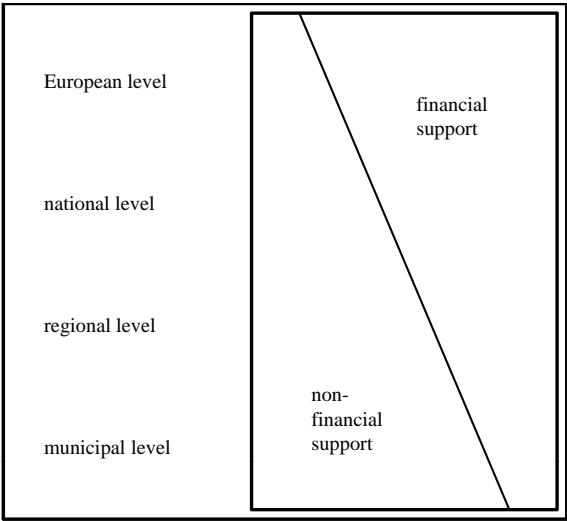 European level
financial
support
national level
regional level
non-
financial
support
municipal level